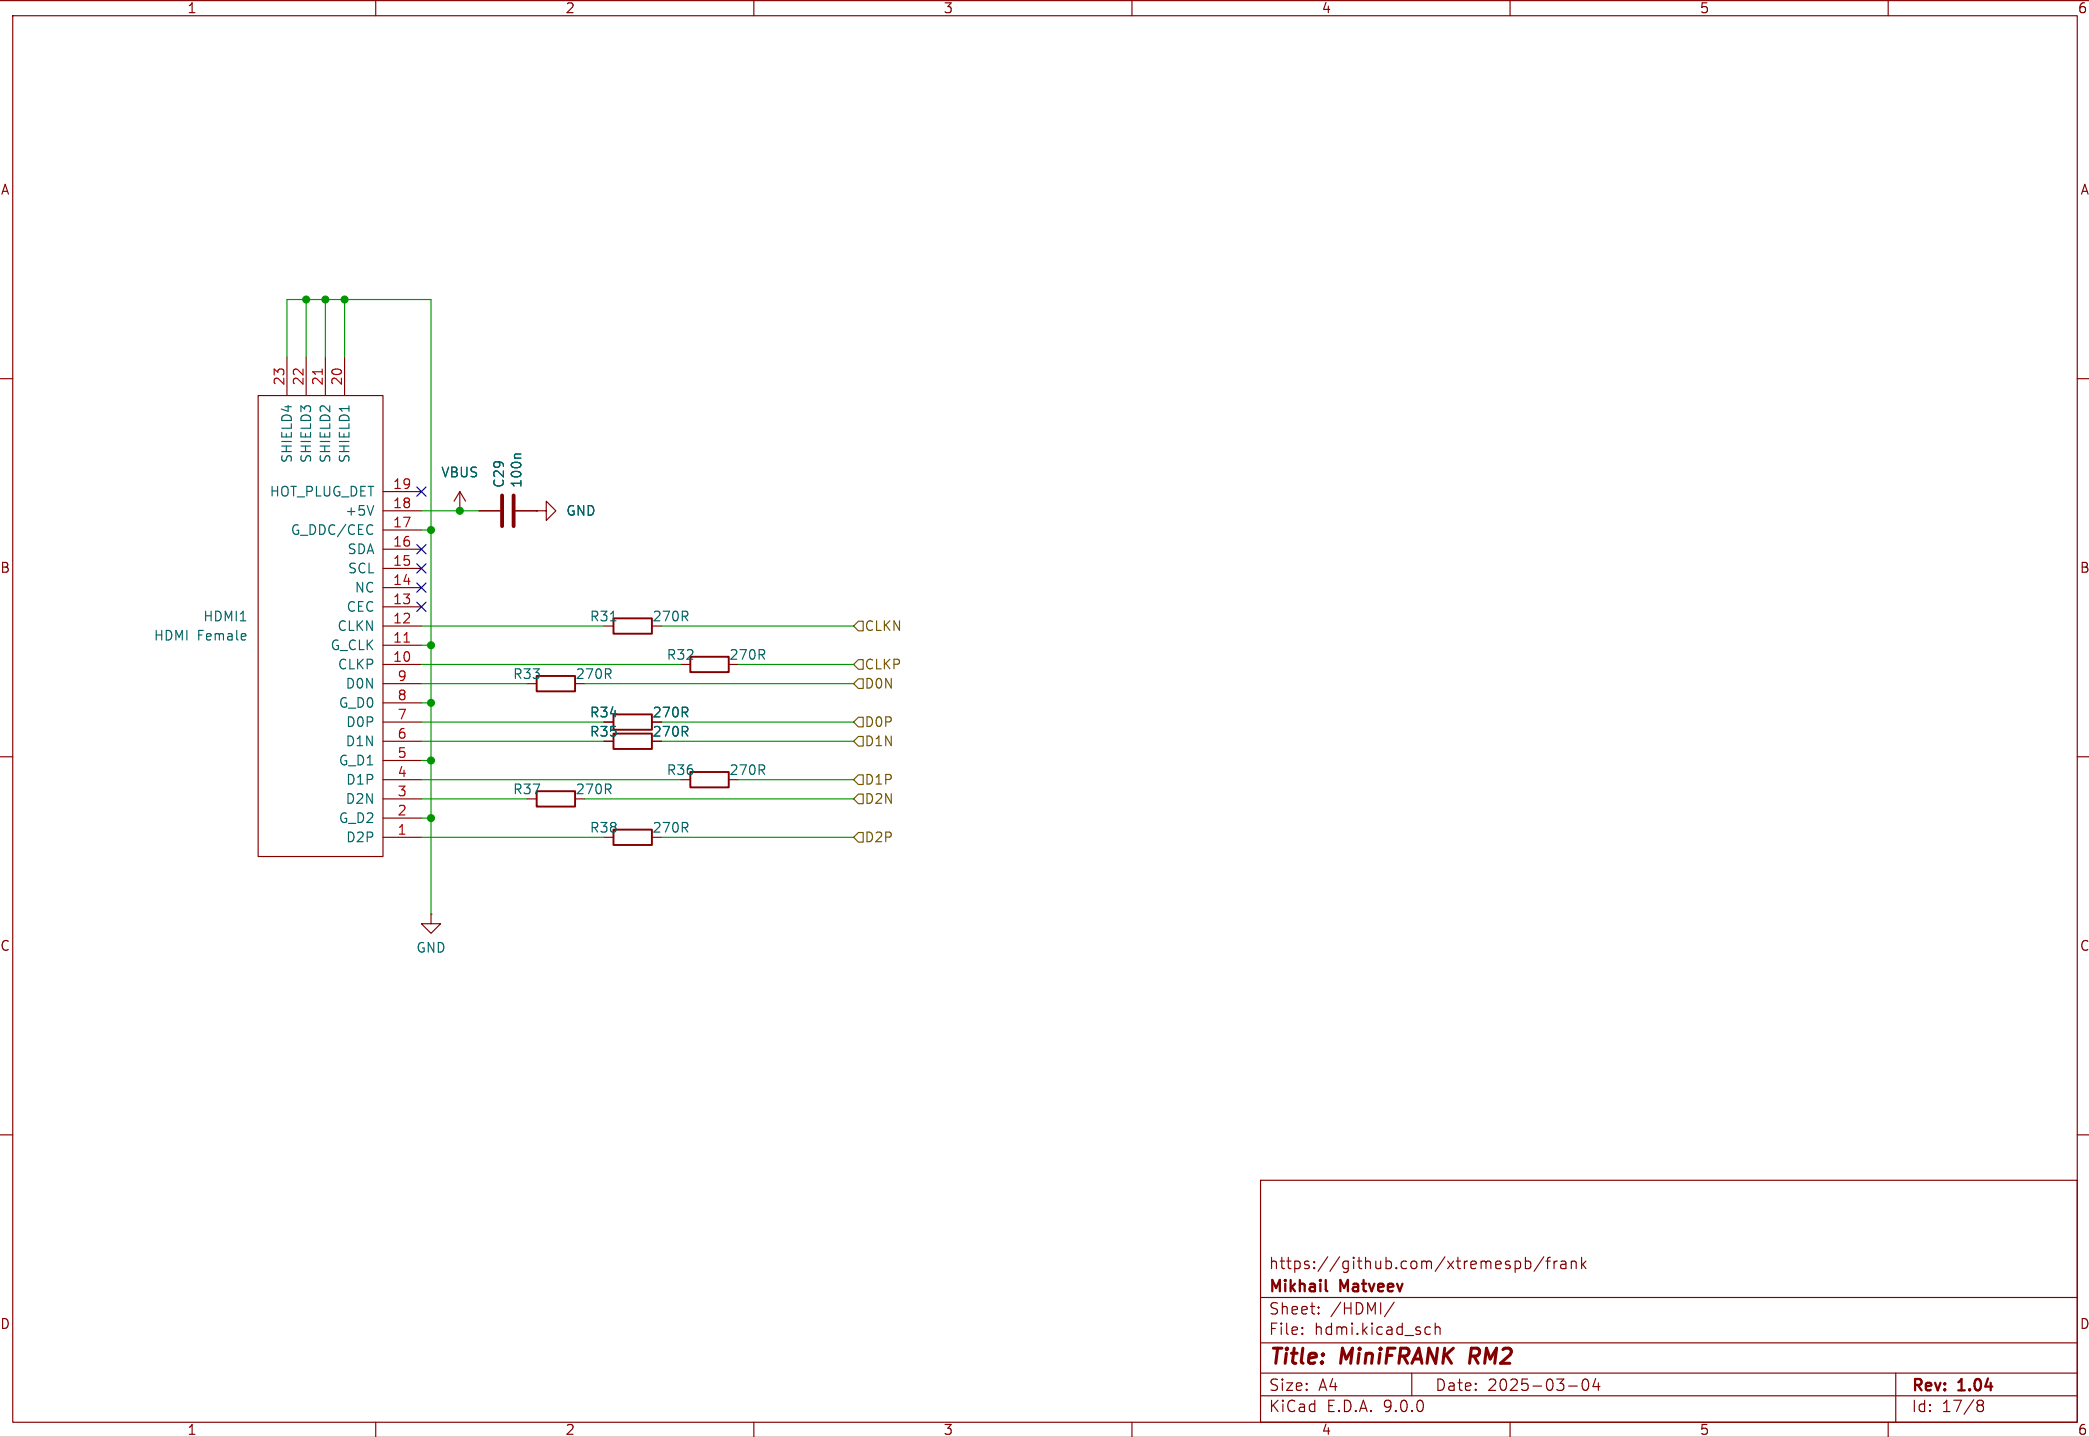 1 2 3 4 5 6
A A
23
22
21
20
SHIELD4
SHIELD3
SHIELD2
SHIELD1
VBUS
C29
100n
GND
HOT_PLUG_DET 19
+5V 18
G_DDC/CEC 17
SDA 16
SCL 15
NC 14
CEC 13
B B
HDMI1
HDMI Female
CLKN 12 R31 270R CLKN
G_CLK 11
CLKP 10 R32 270R CLKP
D0N 9 R33 270R D0N
G_D0 8
D0P 7 R34 270R D0P
D1N 6 R35 270R D1N
G_D1 5
D1P 4 R36 270R D1P
D2N 3 R37 270R D2N
G_D2 2
D2P 1 R38 270R D2P
GND
C C
https://github.com/xtremespb/frank
Mikhail Matveev
Sheet: /HDMI/
File: hdmi.kicad_sch
D D
Title: MiniFRANK RM2
Size: A4 Date: 2025-03-04 Rev: 1.04
KiCad E.D.A. 9.0.0 Id: 17/8
1 2 3 4 5 6